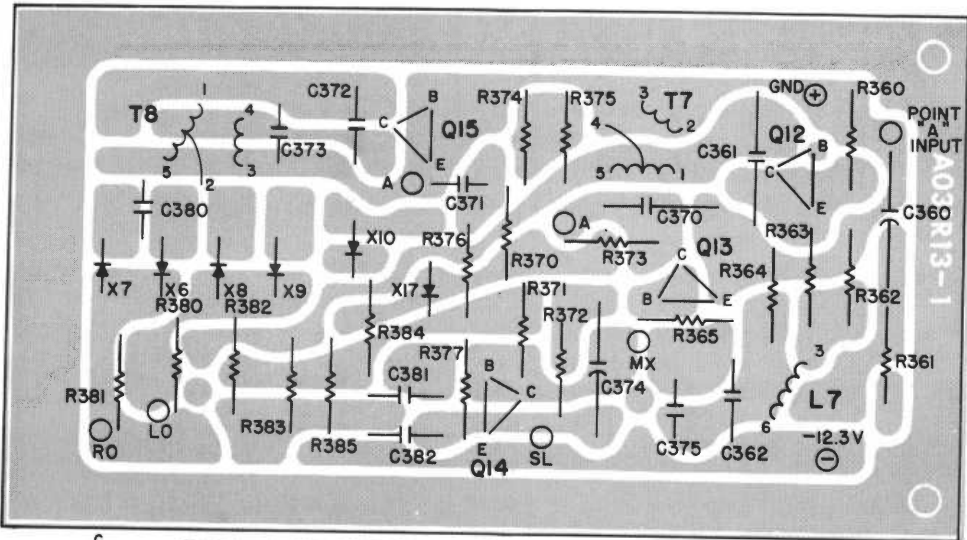 T8
1
4
5
2
3
C373
C372
C
B
E
Q15
A
C371
R374
R375
T7
3
2
4
5
1
C361
GND +
Q12
B
C
E
R360
POINT
"A"
INPUT
C360
A03R13-1
C380
X7
X6
X8
X9
X10
X17
R376
R370
A
R373
C370
Q13
C
B
E
R365
R363
R364
R362
R361
R380
R382
R384
R371
R372
R377
C381
C382
B
C
E
Q14
SL
C374
MX
C375
C362
3
L7
6
-12.3V
−
R381
RO
LO
R383
R385